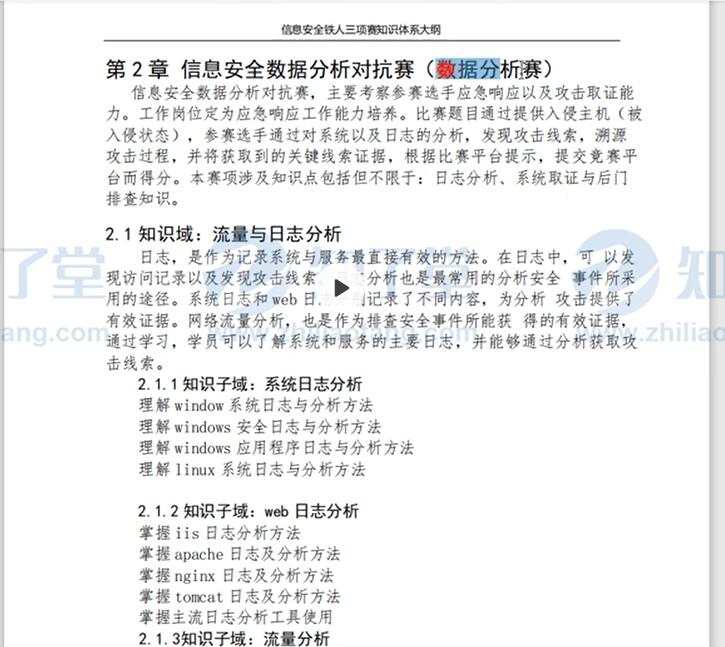 信息安全铁人三项赛知识体系大纲
第 2 章 信息安全数据分析对抗赛（数据分析赛）
信息安全数据分析对抗赛，主要考察参赛选手应急响应以及攻击取证能
力。工作岗位定为应急响应工作能力培养。比赛题目通过提供入侵主机（被
入侵状态），参赛选手通过对系统以及日志的分析，发现攻击线索，溯源
攻击过程，并将获取到的关键线索证据，根据比赛平台提示，提交竟赛平
台而得分。本赛项涉及知识点包括但不限于：日志分析、系统取证与后门
排查知识。
2.1 知识域：流量与日志分析
日志，是作为记录系统与服务最直接有效的方法。在日志中，可 以发
现访问记录以及发现攻击线索 分析也是最常用的分析安全 事件所采
用的途径。系统日志和 web 日 记录了不同内容，为分析 攻击提供了
有效证据。网络流量分析，也是作为排查安全事件所能获 得的有效证据，
通过学习，学员可以了解系统和服务的主要日志，并能够通过分析获取攻
击线索。
2.1.1 知识子域：系统日志分析
理解 window 系统日志与分析方法
理解 windows 安全日志与分析方法
理解 windows 应用程序日志与分析方法
理解 linux 系统日志与分析方法
2.1.2 知识子域：web 日志分析
掌握 iis 日志分析方法
掌握 apache 日志及分析方法
掌握 nginx 日志及分析方法
掌握 tomcat 日志及分析方法
掌握主流日志分析工具使用
2.1.3知识子域：流量分析
了堂
知
ang.com
www.zhiliaotang.com
www.zhiliao